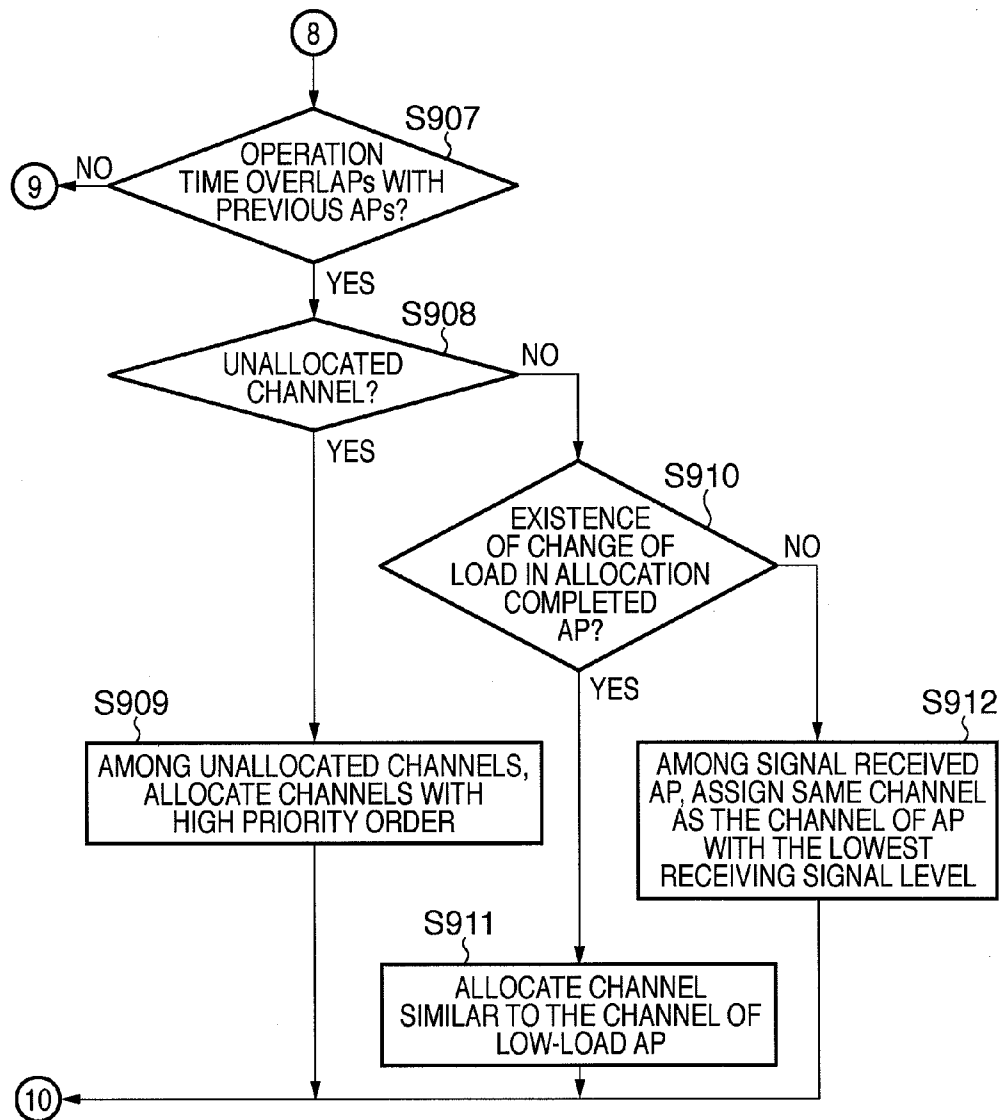 8
S907
OPERATION
TIME OVERLAPs WITH
PREVIOUS APs?
NO
9
YES
S908
UNALLOCATED
CHANNEL?
NO
YES
S910
EXISTENCE
OF CHANGE OF
LOAD IN ALLOCATION
COMPLETED
AP?
NO
YES
S909
AMONG UNALLOCATED CHANNELS,
ALLOCATE CHANNELS WITH
HIGH PRIORITY ORDER
S912
AMONG SIGNAL RECEIVED
AP, ASSIGN SAME CHANNEL
AS THE CHANNEL OF AP
WITH THE LOWEST
RECEIVING SIGNAL LEVEL
S911
ALLOCATE CHANNEL
SIMILAR TO THE CHANNEL OF
LOW-LOAD AP
10